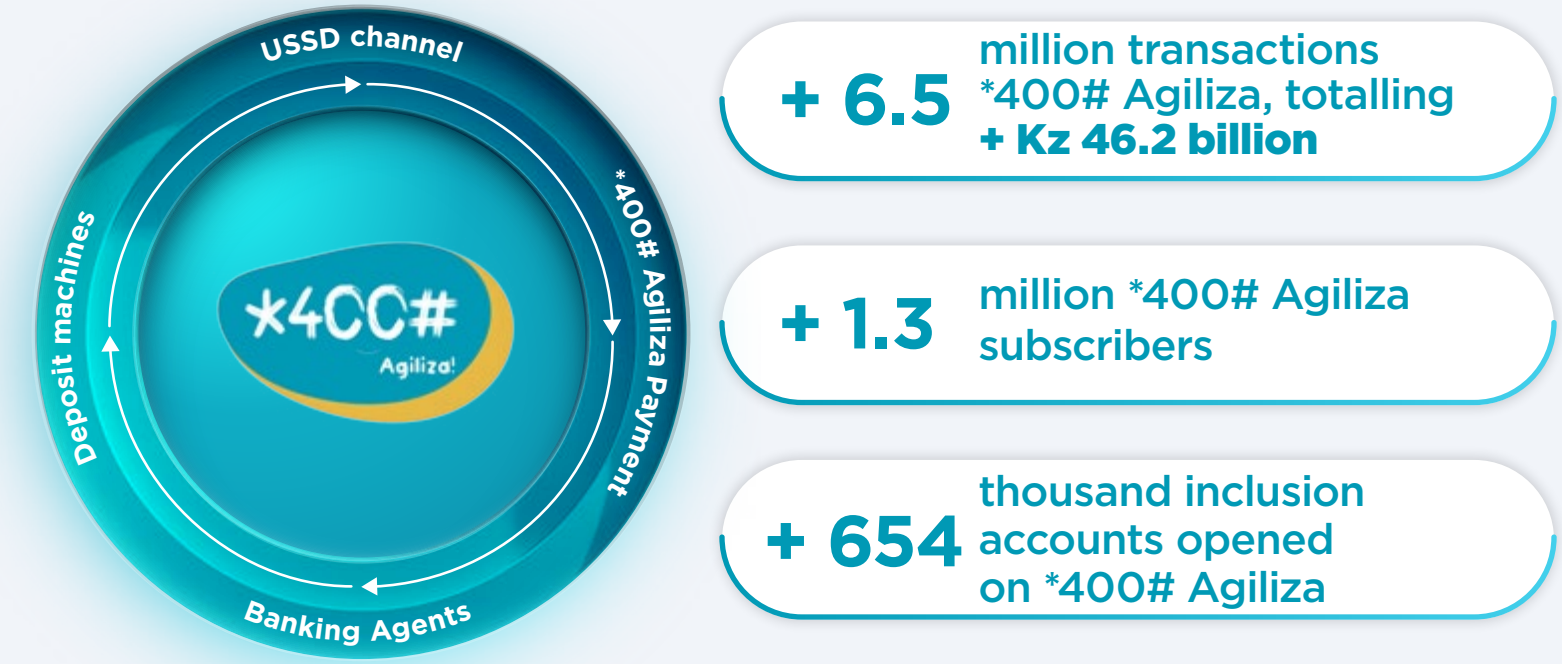 USSD channel
*400# Agiliza Payment
Banking Agents
Deposit machines
*400#
Agiliza!
+ 6.5
million transactions
*400# Agiliza, totalling
+ Kz 46.2 billion
+ 1.3
million *400# Agiliza
subscribers
+ 654
thousand inclusion
accounts opened
on *400# Agiliza